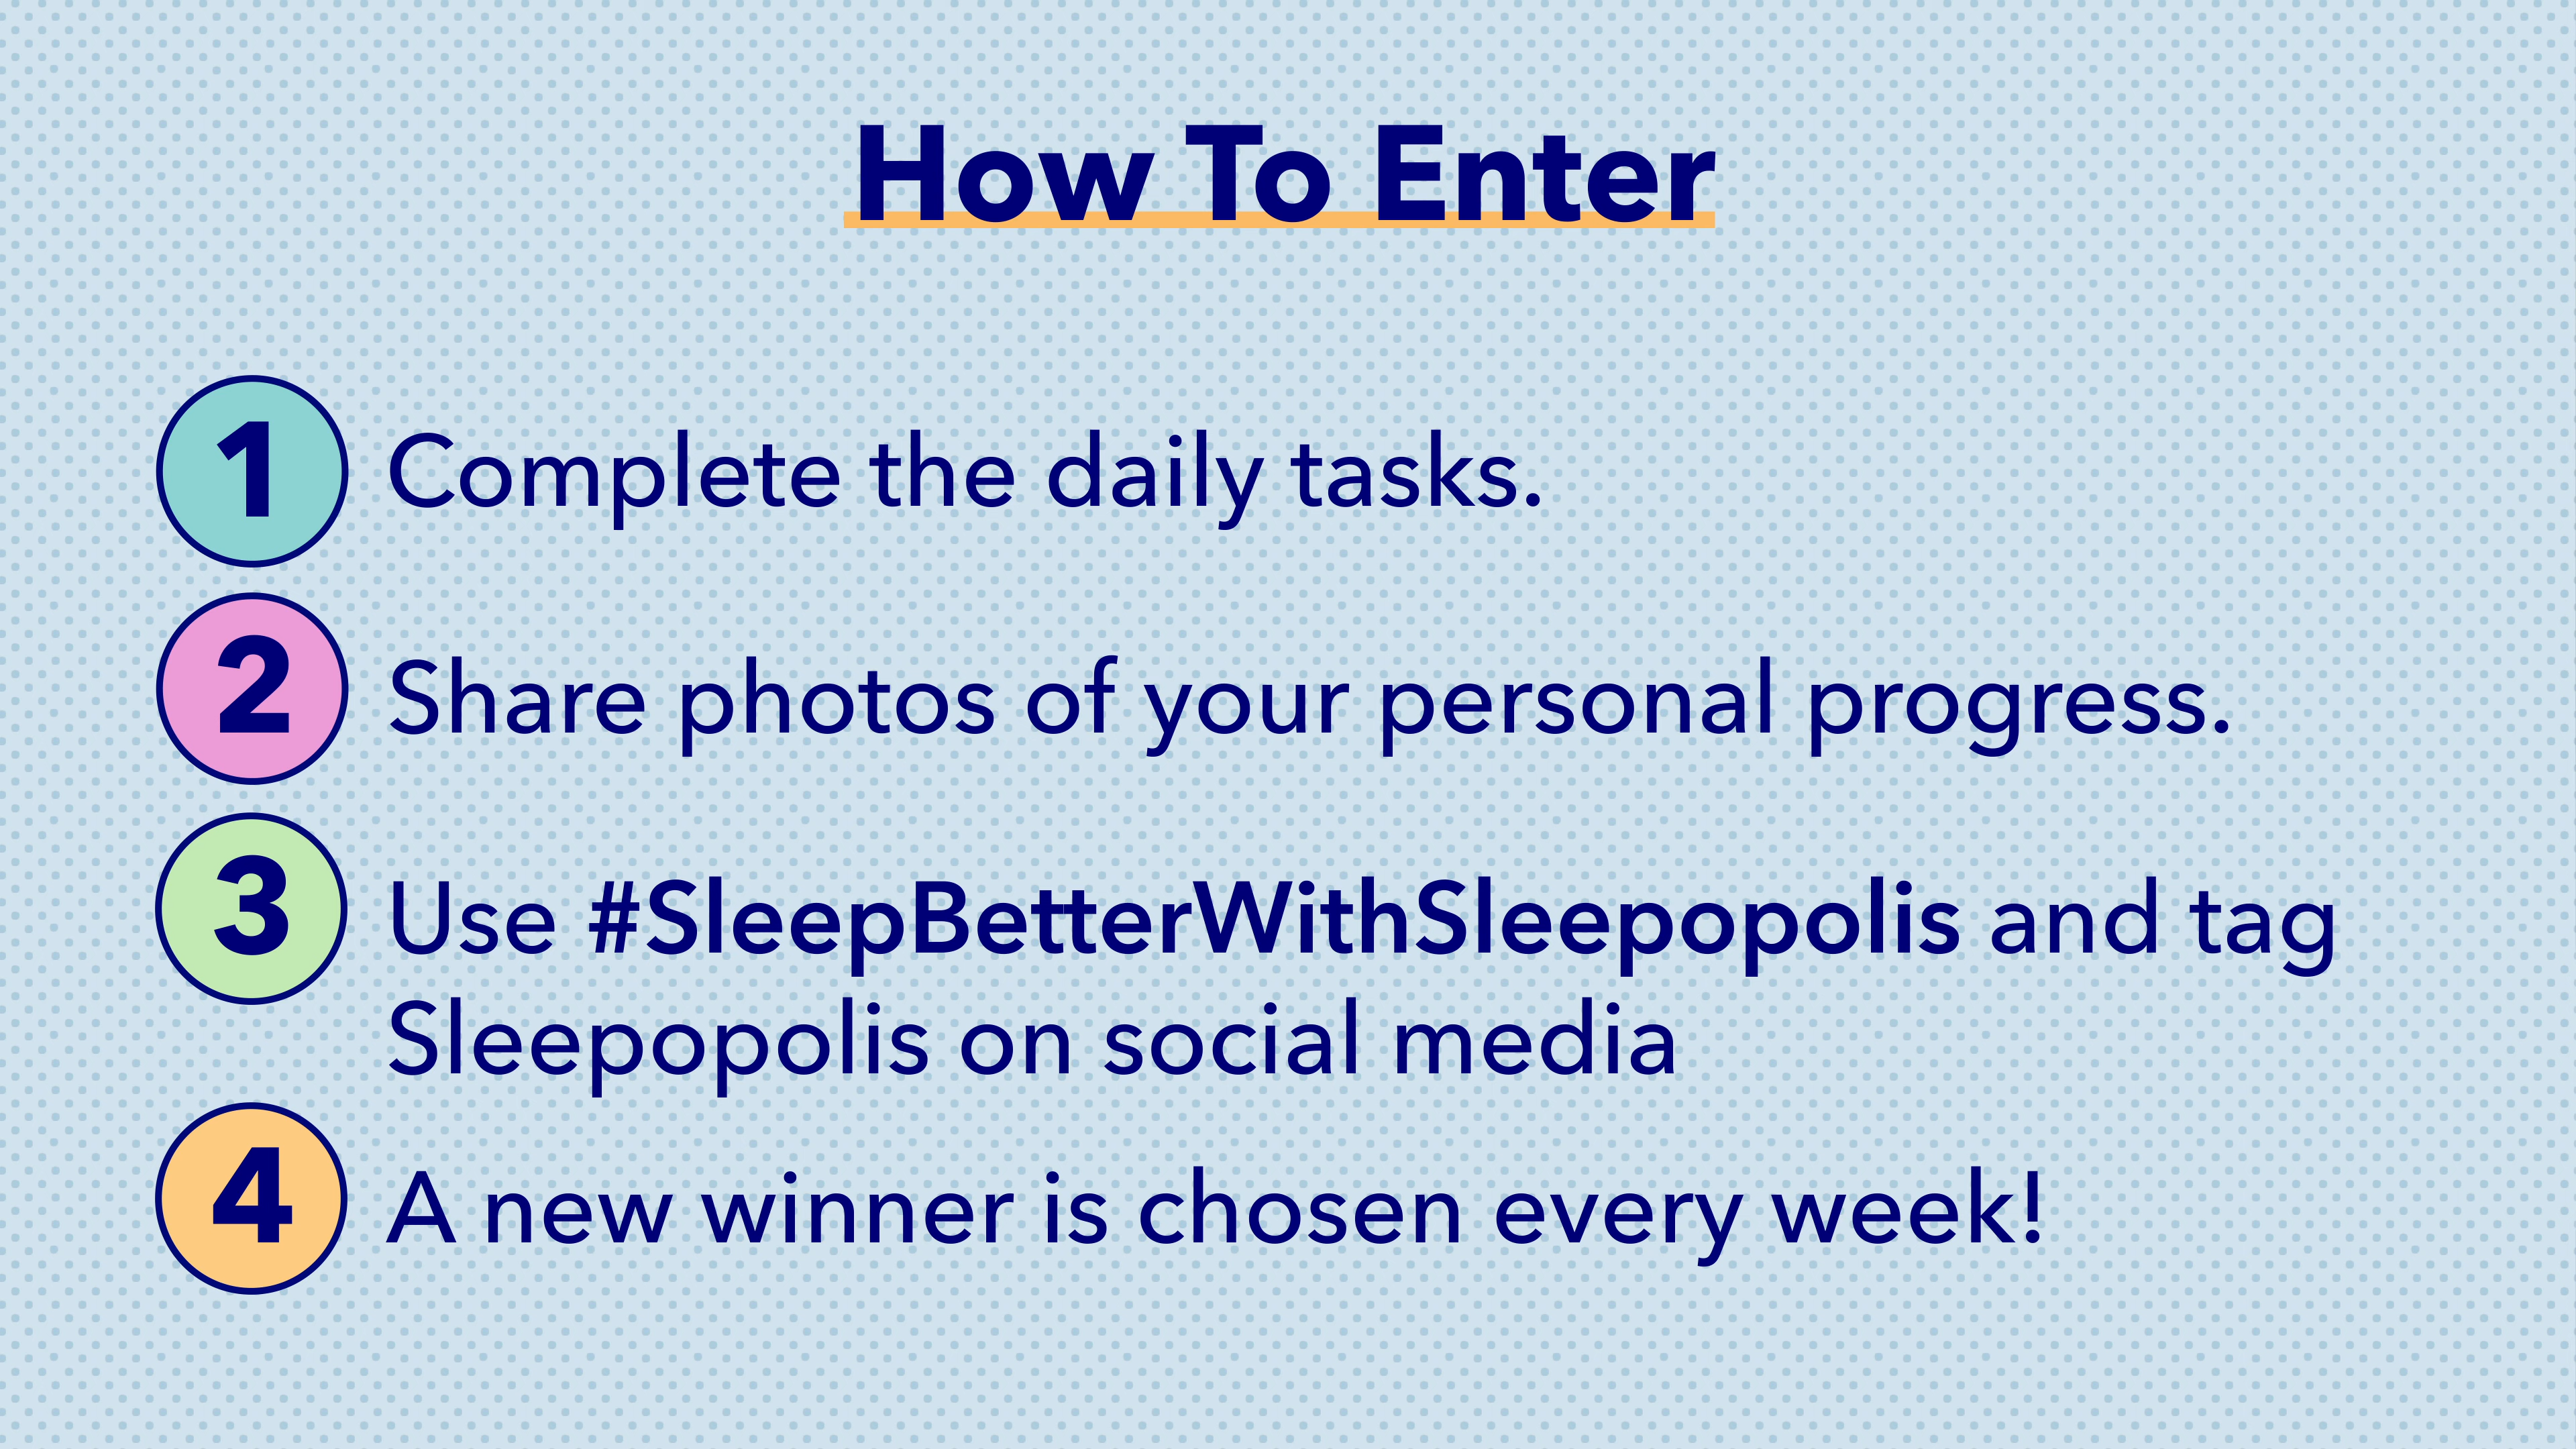 How To Enter
1 Complete the daily tasks.
2 Share photos of your personal progress.
3 Use #SleepBetterWithSleepopolis and tag
Sleepopolis on social media
4 A new winner is chosen every week!